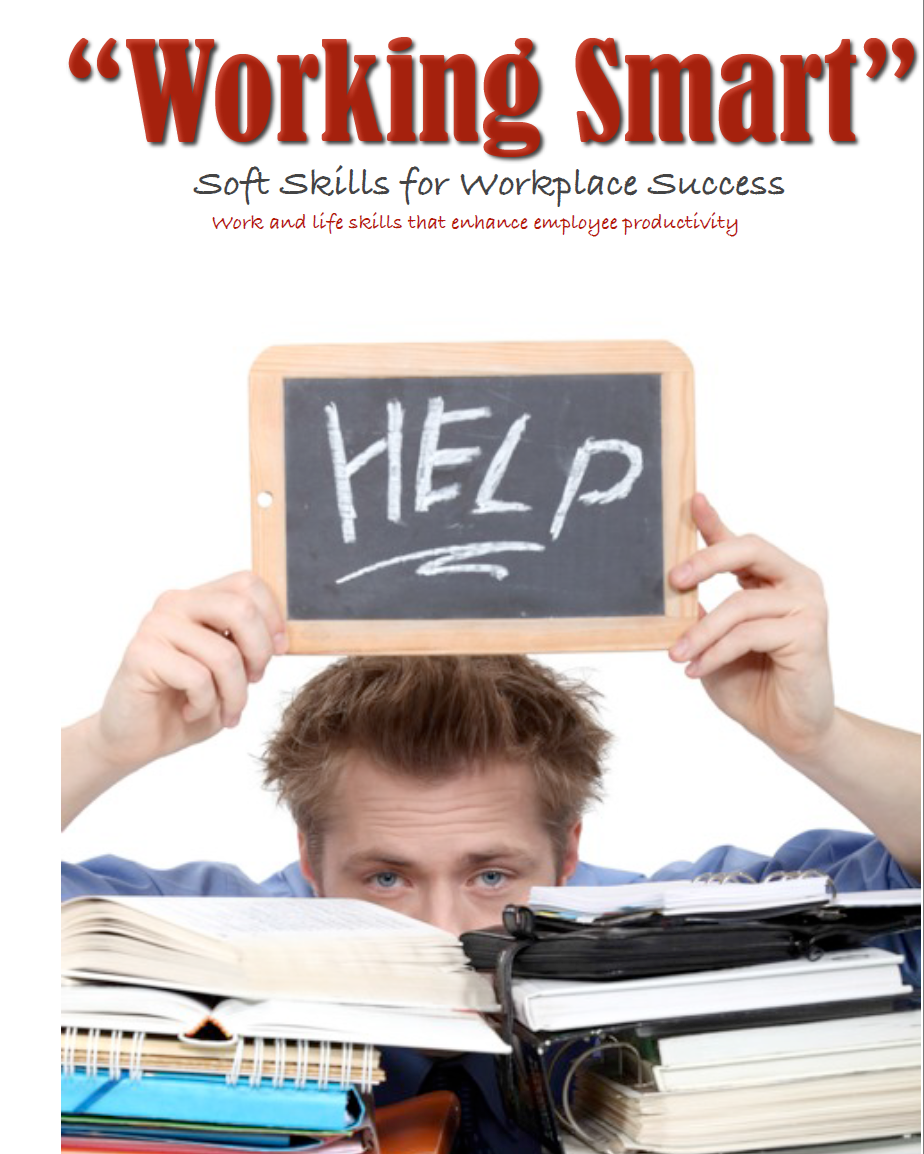 “Working Smart”
Soft Skills for Workplace Success
Work and life skills that enhance employee productivity
HELP